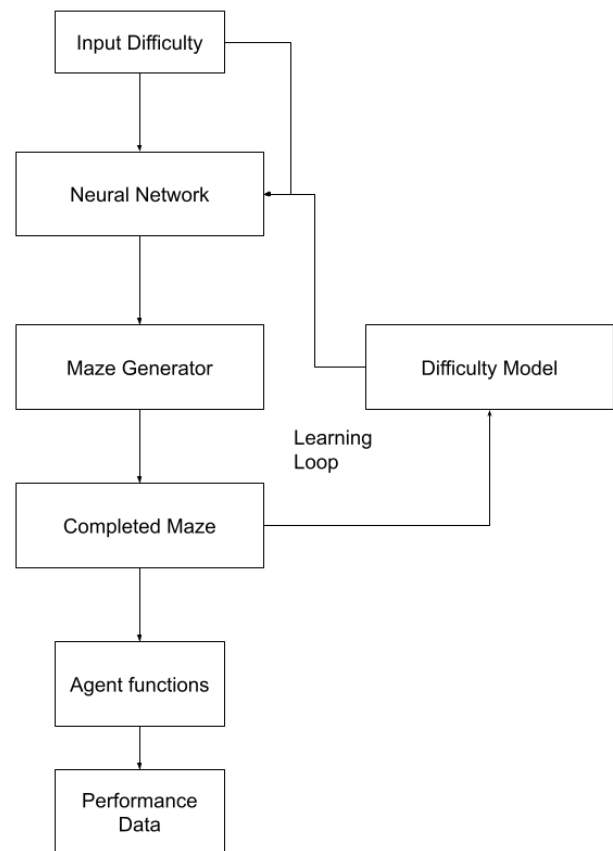 Input Difficulty
Neural Network
Maze Generator
Difficulty Model
Learning
Loop
Completed Maze
Agent functions
Performance
Data